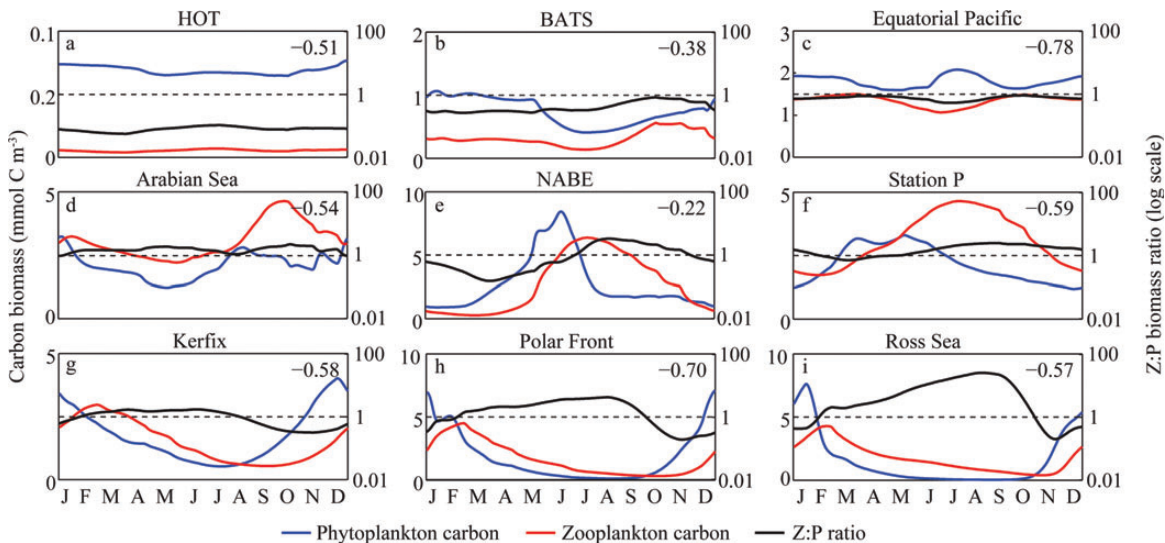 HOT
BATS
Equatorial Pacific
0.1
a
−0.51
100
0.2
1
0
0.01
2
b
−0.38
100
1
1
0
0.01
3
c
−0.78
100
2
1
1
0
0.01
Arabian Sea
NABE
Station P
5
d
−0.54
100
1
0
0.01
10
e
−0.22
100
5
1
0
0.01
5
f
−0.59
100
1
0
0.01
Kerfix
Polar Front
Ross Sea
5
g
−0.58
100
1
0
0.01
10
h
−0.70
100
5
1
0
0.01
10
i
−0.57
100
5
1
0
0.01
J F M A M J J A S O N D
J F M A M J J A S O N D
J F M A M J J A S O N D
Carbon biomass (mmol C m⁻³)
Z:P biomass ratio (log scale)
Phytoplankton carbon
Zooplankton carbon
Z:P ratio